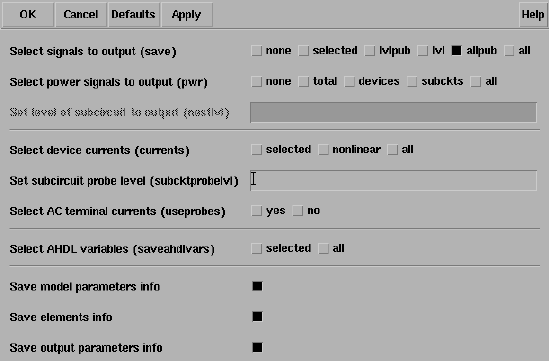 OK Cancel Defaults Apply Help
Select signals to output (save) none selected lvlpub lvl allpub all
Select power signals to output (pwr) none total devices subckts all
Set level of subcircuit to output (nestlvl)
Select device currents (currents) selected nonlinear all
Set subcircuit probe level (subcktprobelvl)
Select AC terminal currents (useprobes) yes no
Select AHDL variables (saveahdlvars) selected all
Save model parameters info
Save elements info
Save output parameters info